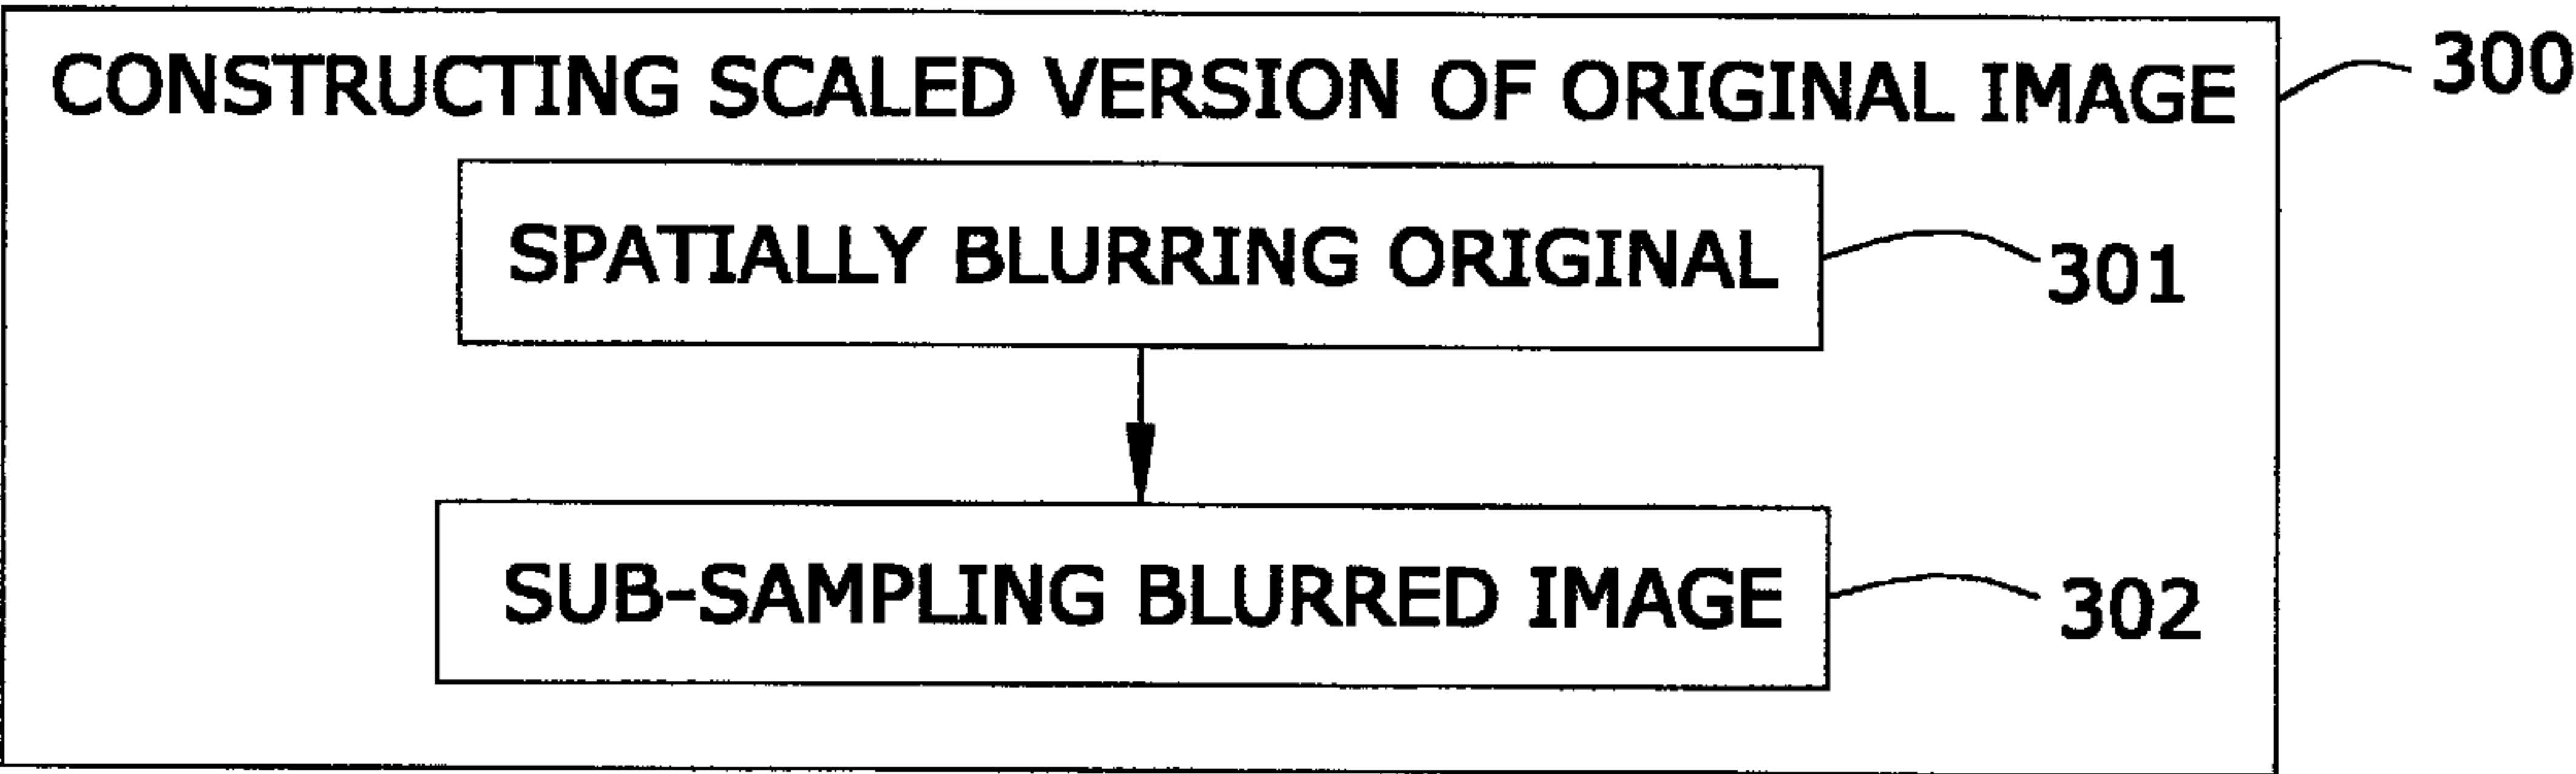 CONSTRUCTING SCALED VERSION OF ORIGINAL IMAGE
300
SPATIALLY BLURRING ORIGINAL
301
SUB-SAMPLING BLURRED IMAGE
302